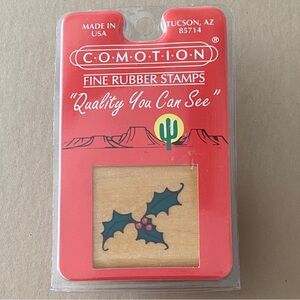 MADE IN
USA
TUCSON, AZ
85714
COMOTION®
FINE RUBBER STAMPS
"Quality You Can See"